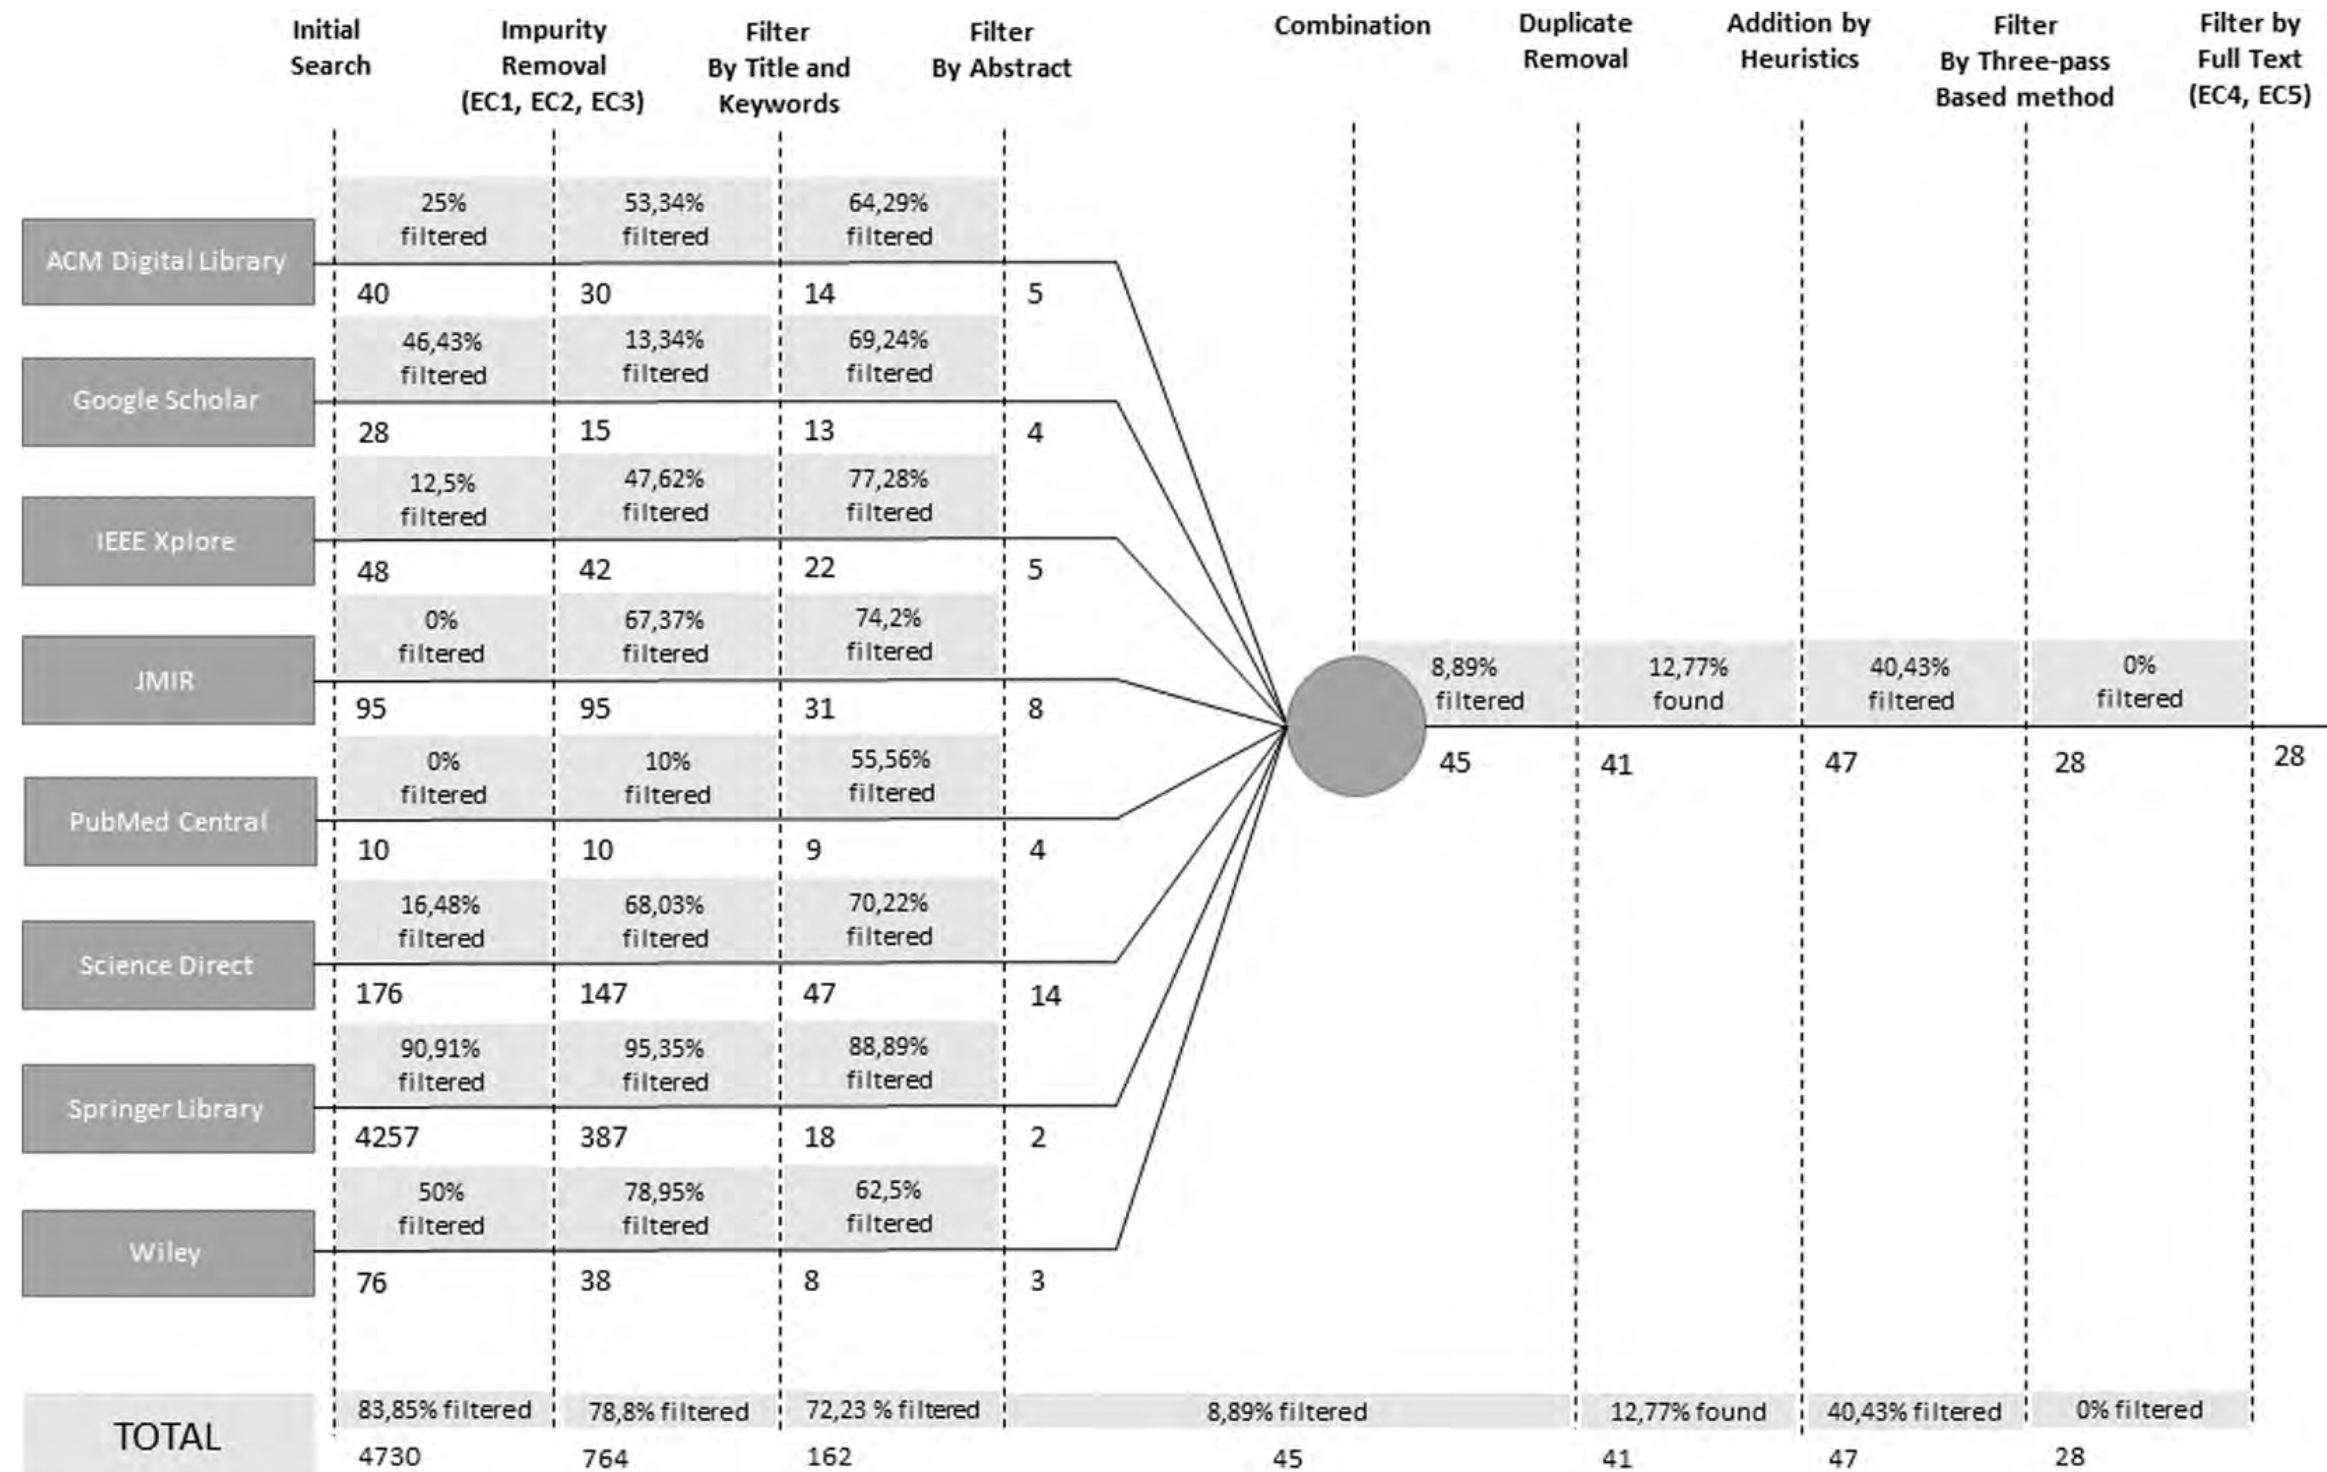 Initial
Search
Impurity
Removal
(EC1, EC2, EC3)
Filter
By Title and
Keywords
Filter
By Abstract
Combination
Duplicate
Removal
Addition by
Heuristics
Filter
By Three-pass
Based method
Filter by
Full Text
(EC4, EC5)
ACM Digital Library
25%
filtered
53,34%
filtered
64,29%
filtered
40
30
14
5
Google Scholar
46,43%
filtered
13,34%
filtered
69,24%
filtered
28
15
13
4
IEEE Xplore
12,5%
filtered
47,62%
filtered
77,28%
filtered
48
42
22
5
JMIR
0%
filtered
67,37%
filtered
74,2%
filtered
95
95
31
8
PubMed Central
0%
filtered
10%
filtered
55,56%
filtered
10
10
9
4
Science Direct
16,48%
filtered
68,03%
filtered
70,22%
filtered
176
147
47
14
Springer Library
90,91%
filtered
95,35%
filtered
88,89%
filtered
4257
387
18
2
Wiley
50%
filtered
78,95%
filtered
62,5%
filtered
76
38
8
3
8,89%
filtered
12,77%
found
40,43%
filtered
0%
filtered
45
41
47
28
28
TOTAL
83,85% filtered
78,8% filtered
72,23 % filtered
8,89% filtered
12,77% found
40,43% filtered
0% filtered
4730
764
162
45
41
47
28